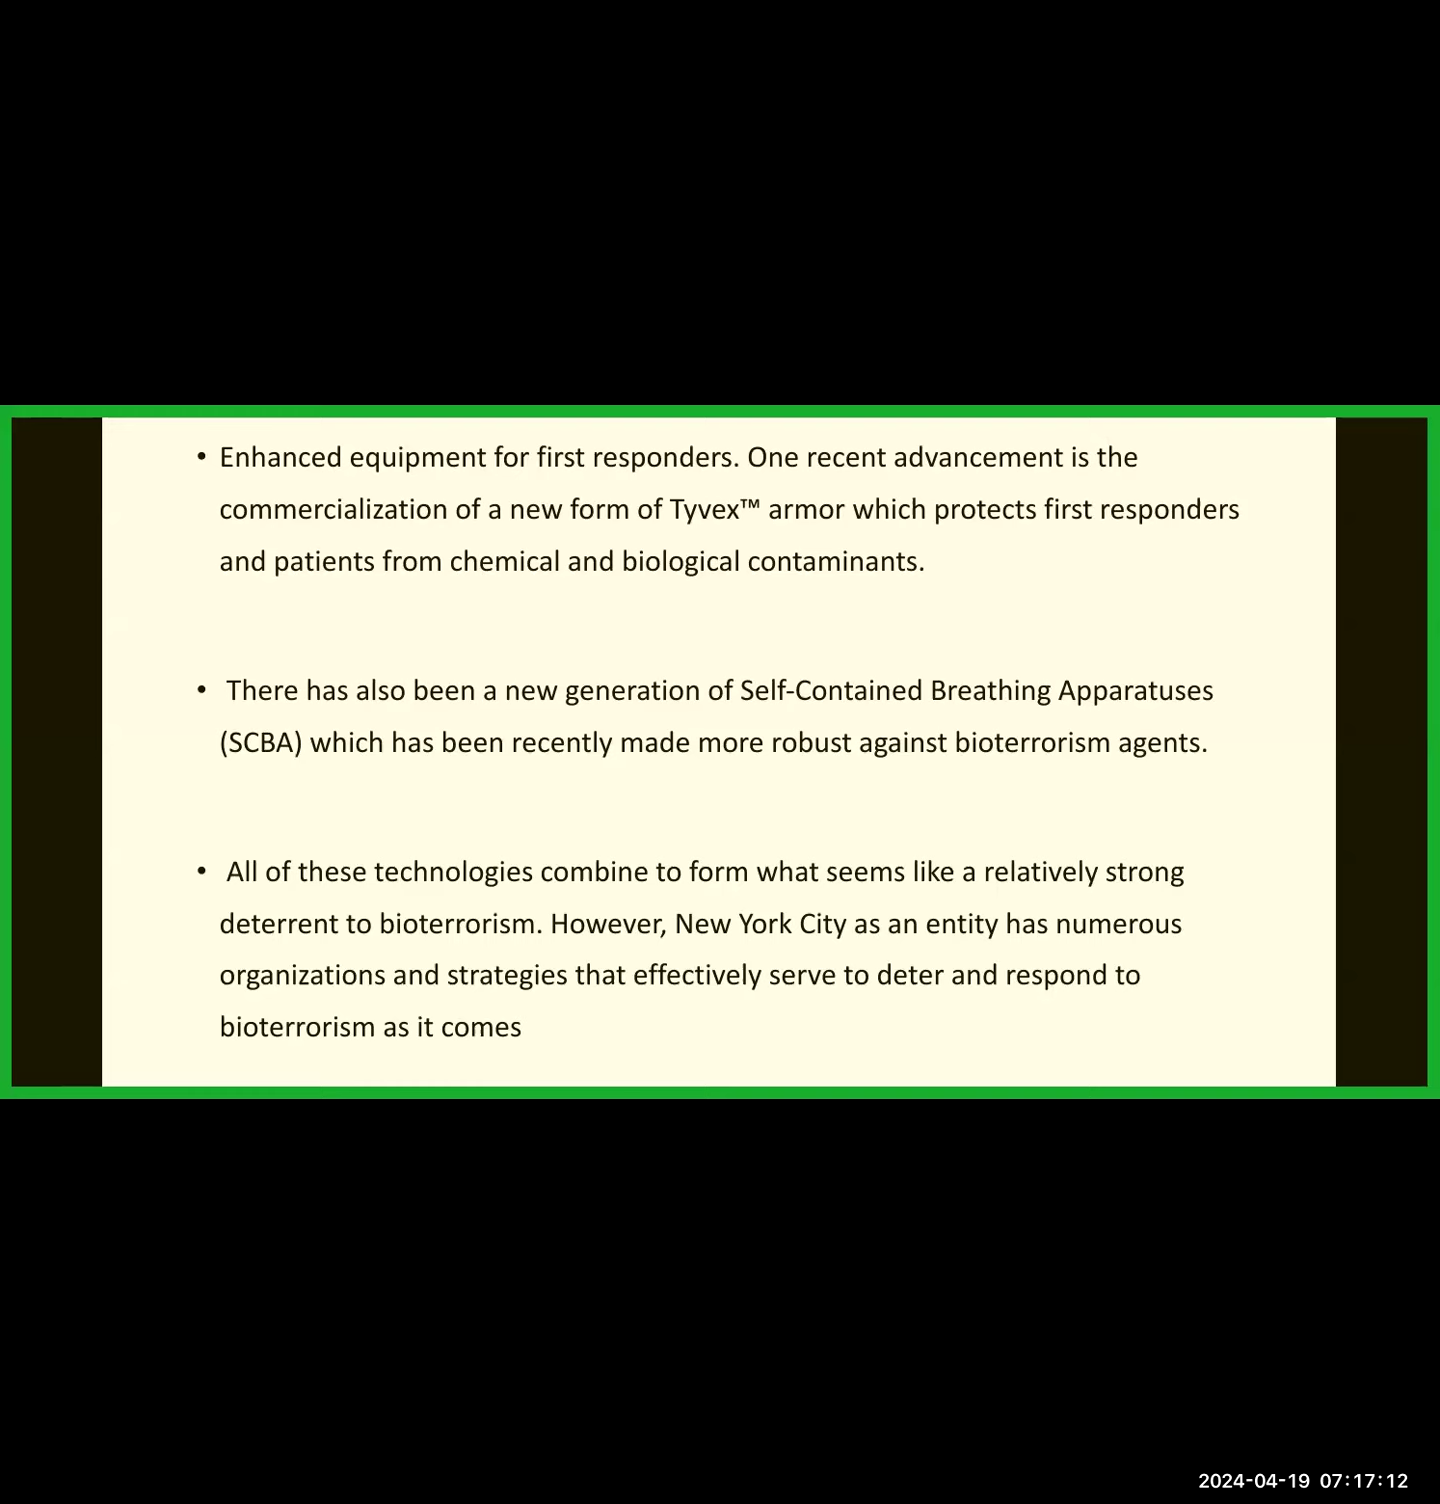 • Enhanced equipment for first responders. One recent advancement is the
commercialization of a new form of Tyvex™ armor which protects first responders
and patients from chemical and biological contaminants.
• There has also been a new generation of Self-Contained Breathing Apparatuses
(SCBA) which has been recently made more robust against bioterrorism agents.
• All of these technologies combine to form what seems like a relatively strong
deterrent to bioterrorism. However, New York City as an entity has numerous
organizations and strategies that effectively serve to deter and respond to
bioterrorism as it comes
2024-04-19 07:17:12